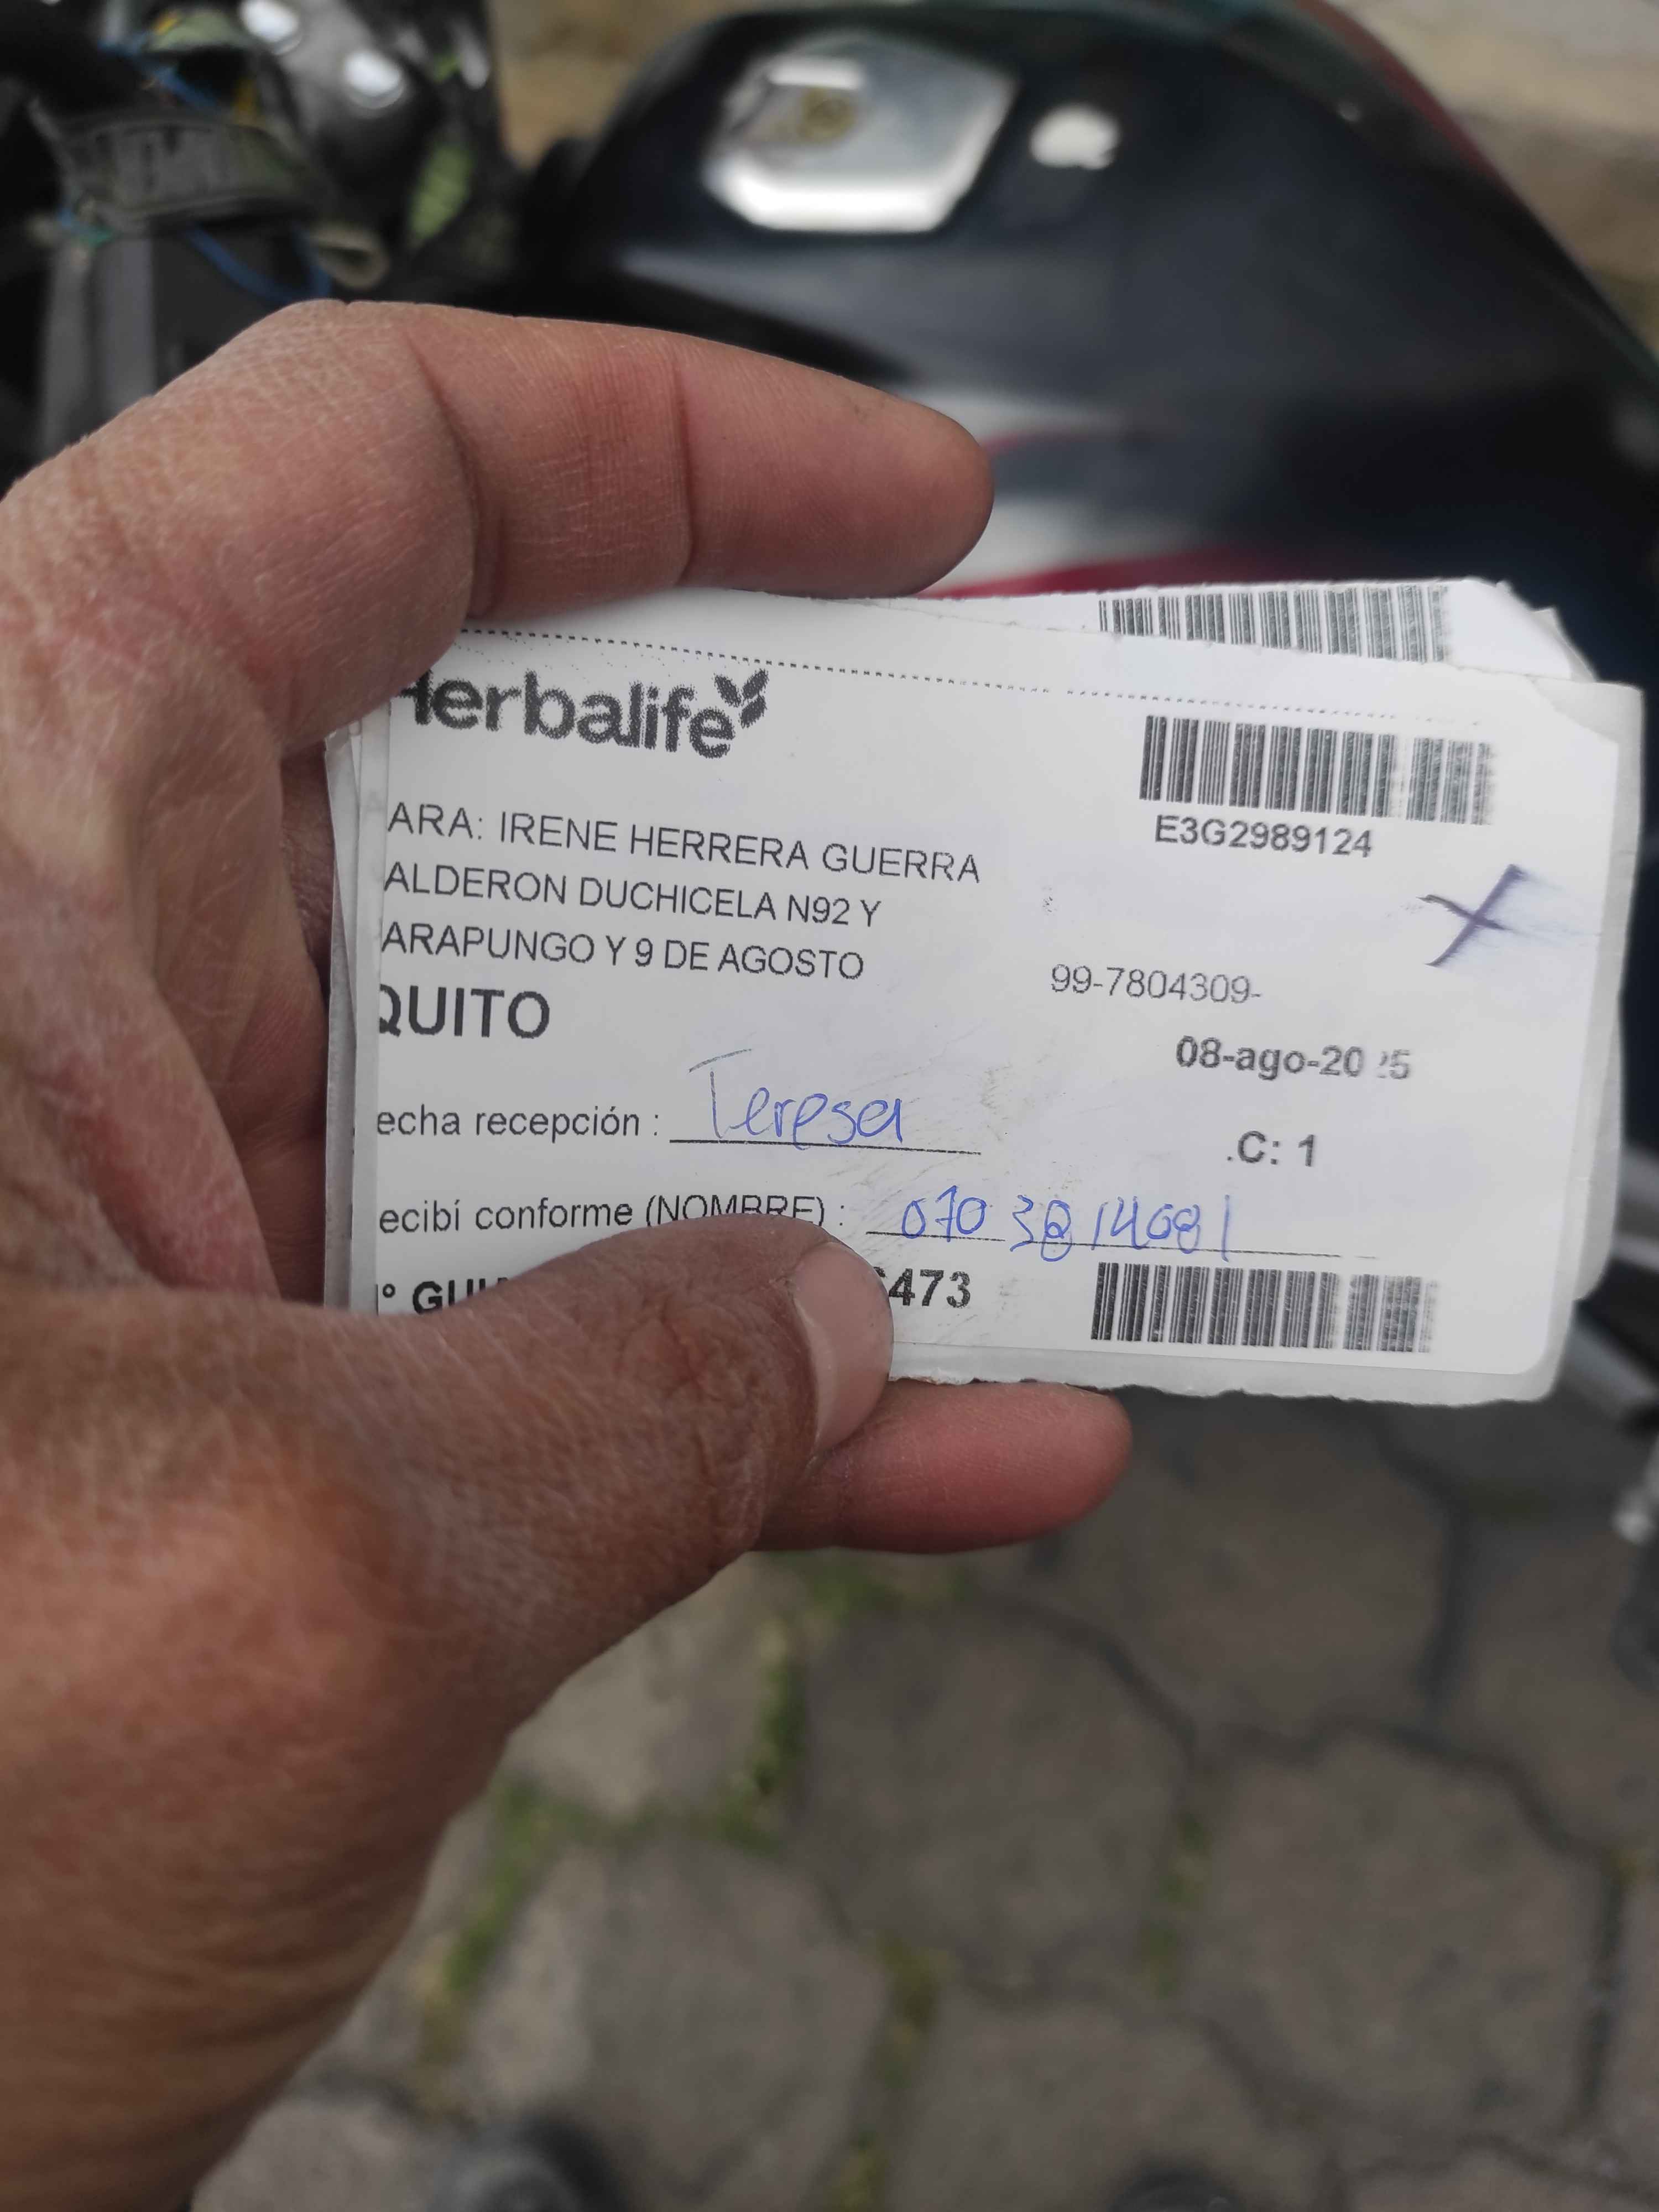 Herbalife
E3G2989124
ARA: IRENE HERRERA GUERRA
ALDERON DUCHICELA N92 Y
ARAPUNGO Y 9 DE AGOSTO
99-7804309-
QUITO
08-ago-20 25
echa recepción : Teresa
.C: 1
ecibí conforme (NOMBRE) :
473